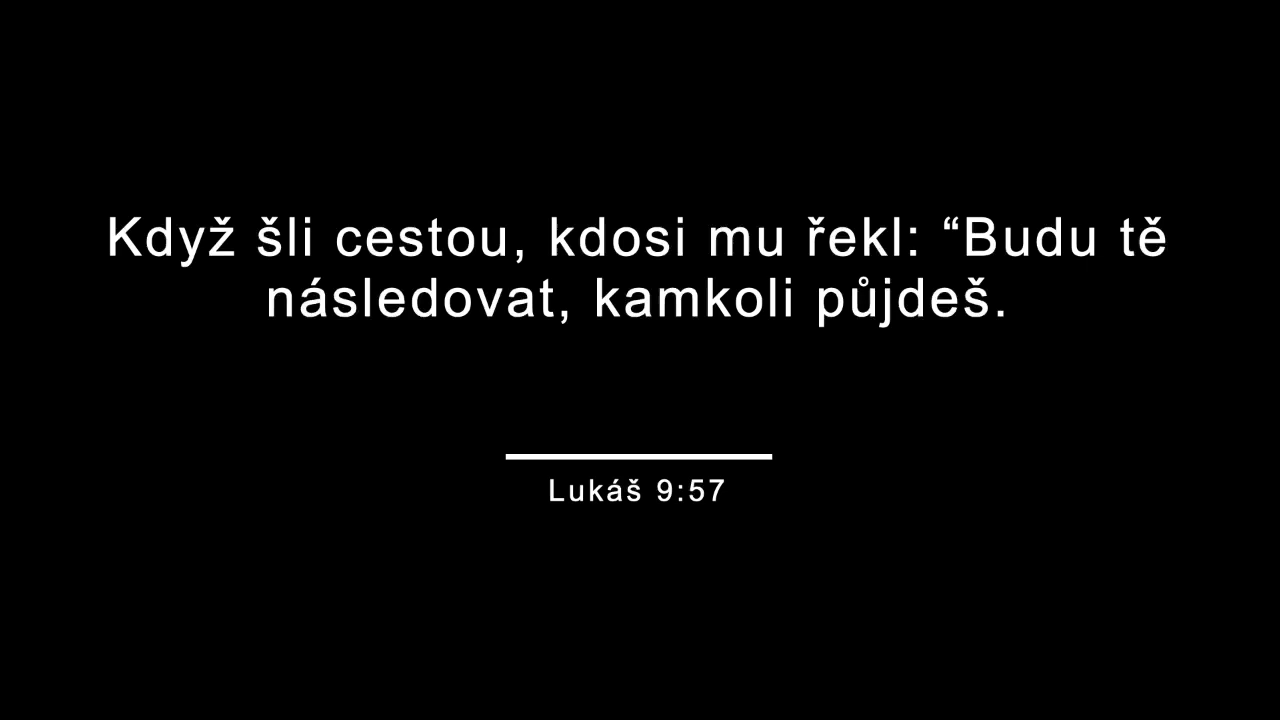 Když šli cestou, kdosi mu řekl: “Budu tě
následovat, kamkoli půjdeš.
Lukáš 9:57